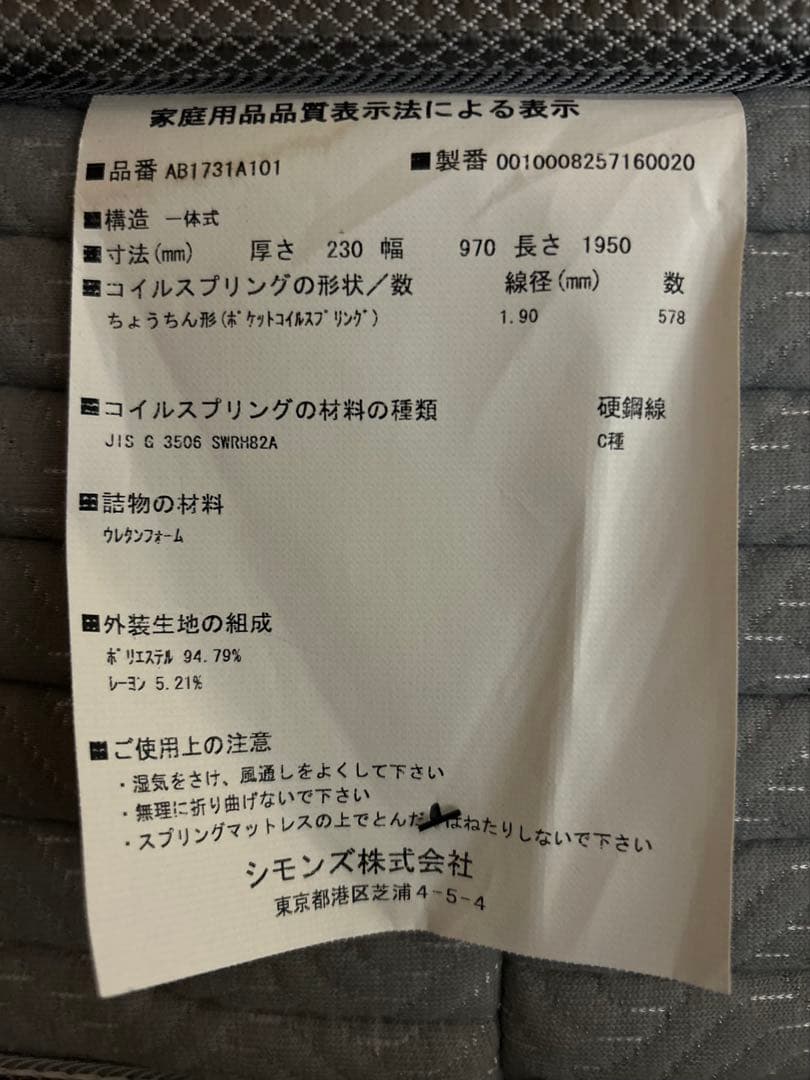 家庭用品品質表示法による表示
■品番 AB1731A101 ■製番 0010008257160020
■構造 一体式
■寸法(mm) 厚さ 230 幅 970 長さ 1950
■コイルスプリングの形状／数 線径(mm) 数
ちょうちん形(ﾎﾟｹｯﾄｺｲﾙｽﾌﾟﾘﾝｸﾞ) 1.90 578
■コイルスプリングの材料の種類 硬鋼線
JIS G 3506 SWRH82A C種
■詰物の材料
ｳﾚﾀﾝﾌｫｰﾑ
■外装生地の組成
ﾎﾟﾘｴｽﾃﾙ 94.79%
ﾚｰﾖﾝ 5.21%
■ご使用上の注意
・湿気をさけ、風通しをよくして下さい
・無理に折り曲げないで下さい
・スプリングマットレスの上でとんだ はねたりしないで下さい
シモンズ株式会社
東京都港区芝浦4-5-4